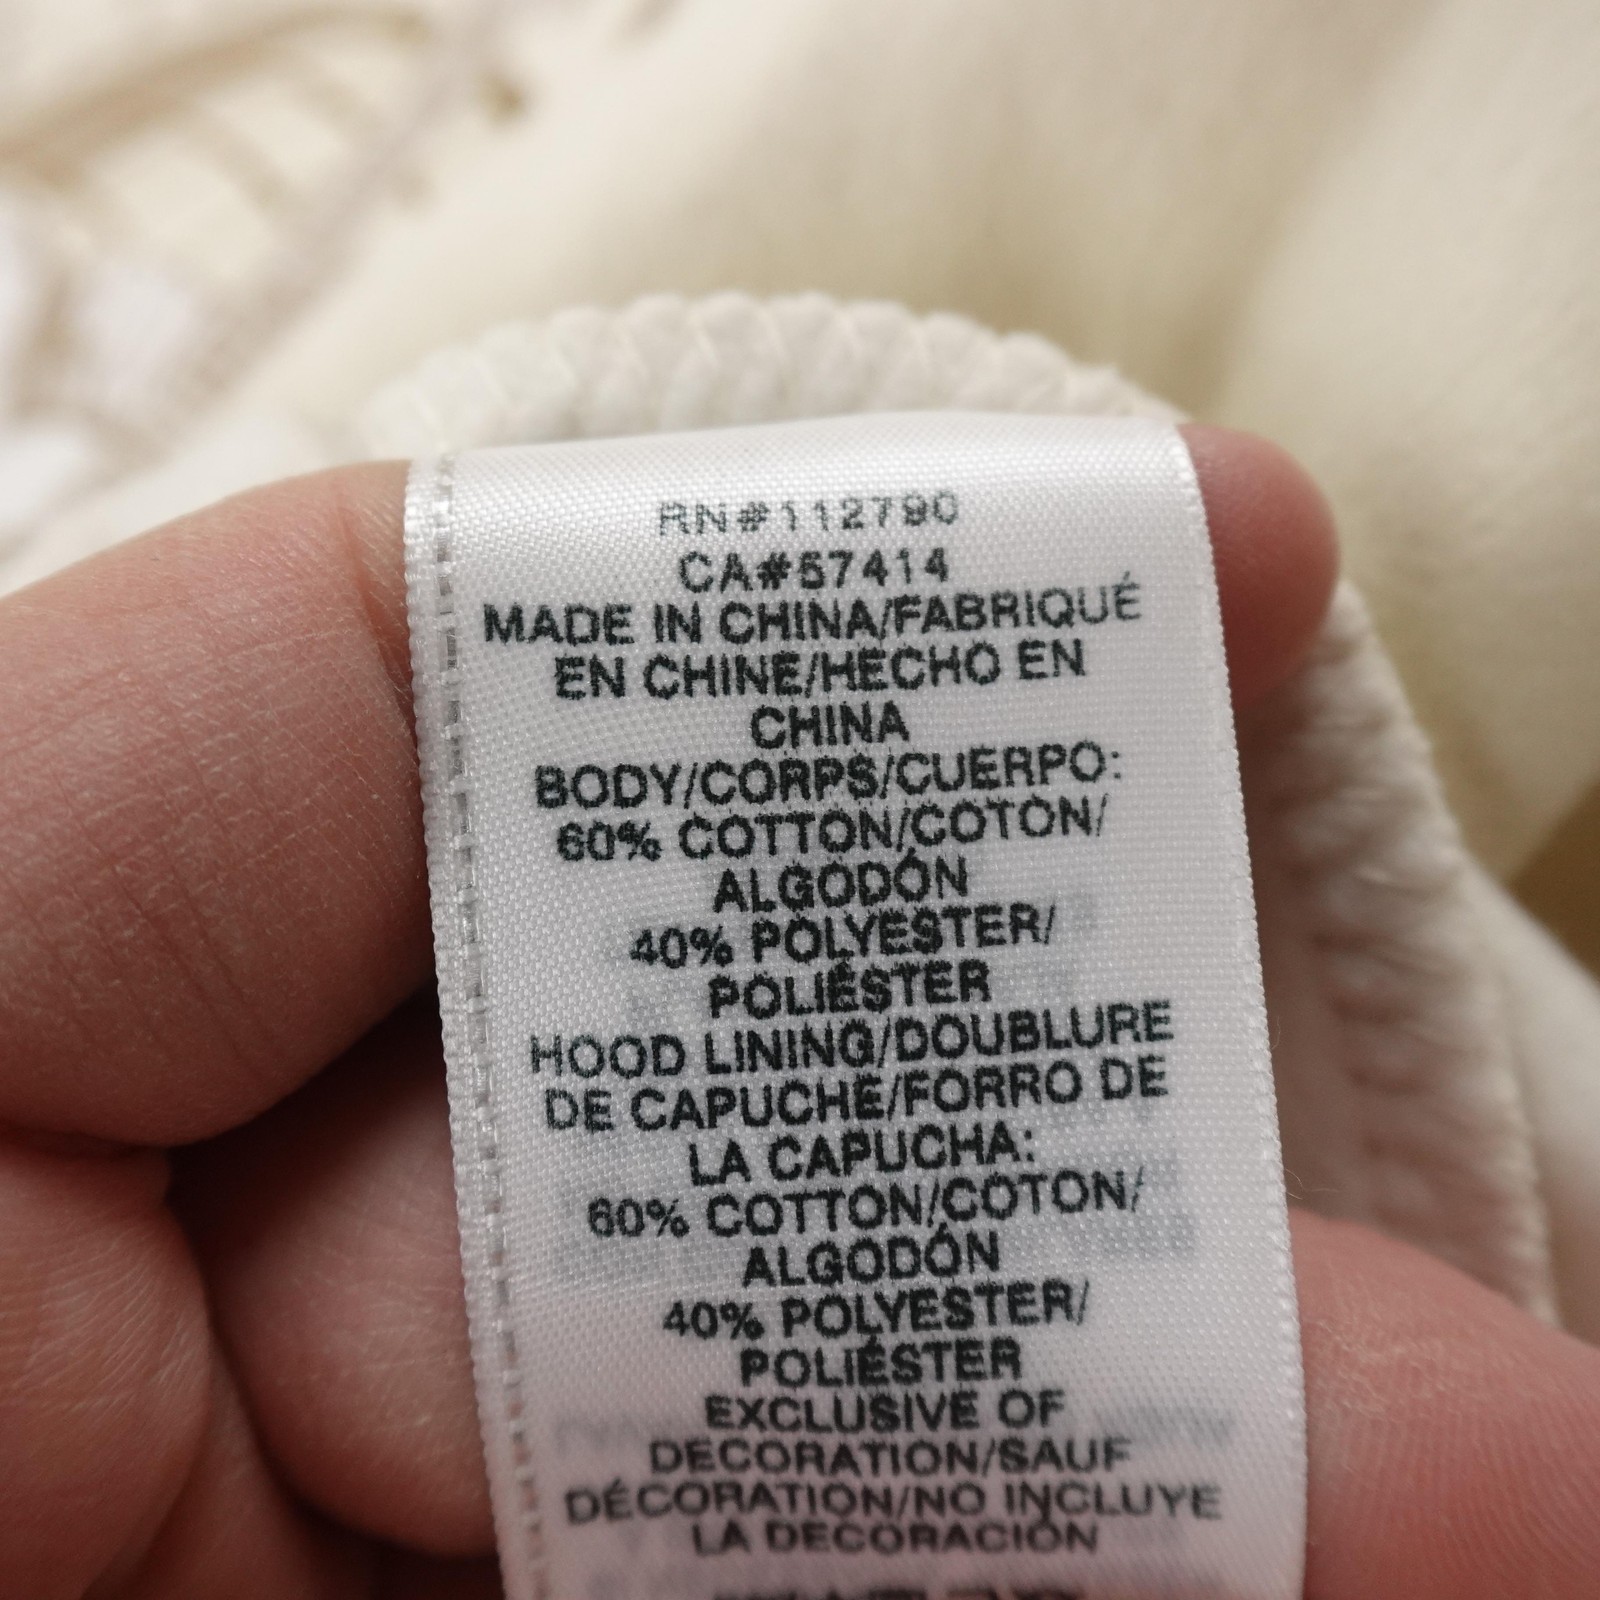 RN#112790
CA#57414
MADE IN CHINA/FABRIQUÉ
EN CHINE/HECHO EN
CHINA
BODY/CORPS/CUERPO:
60% COTTON/COTON/
ALGODÓN
40% POLYESTER/
POLIÉSTER
HOOD LINING/DOUBLURE
DE CAPUCHE/FORRO DE
LA CAPUCHA:
60% COTTON/COTON/
ALGODÓN
40% POLYESTER/
POLIÉSTER
EXCLUSIVE OF
DECORATION/SAUF
DÉCORATION/NO INCLUYE
LA DECORACIÓN